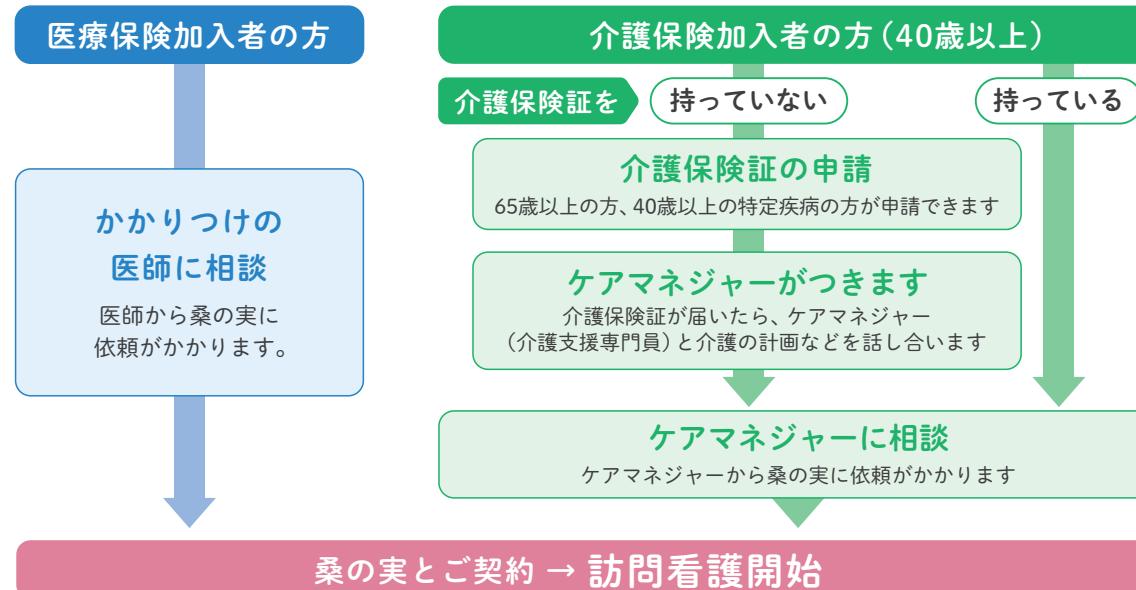 医療保険加入者の方
かかりつけの
医師に相談
医師から桑の実に
依頼がかかります。
介護保険加入者の方（40歳以上）
介護保険証を
持っていない
持っている
介護保険証の申請
65歳以上の方、40歳以上の特定疾病の方が申請できます
ケアマネジャーがつきます
介護保険証が届いたら、ケアマネジャー
（介護支援専門員）と介護の計画などを話し合います
ケアマネジャーに相談
ケアマネジャーから桑の実に依頼がかかります
桑の実とご契約 → 訪問看護開始